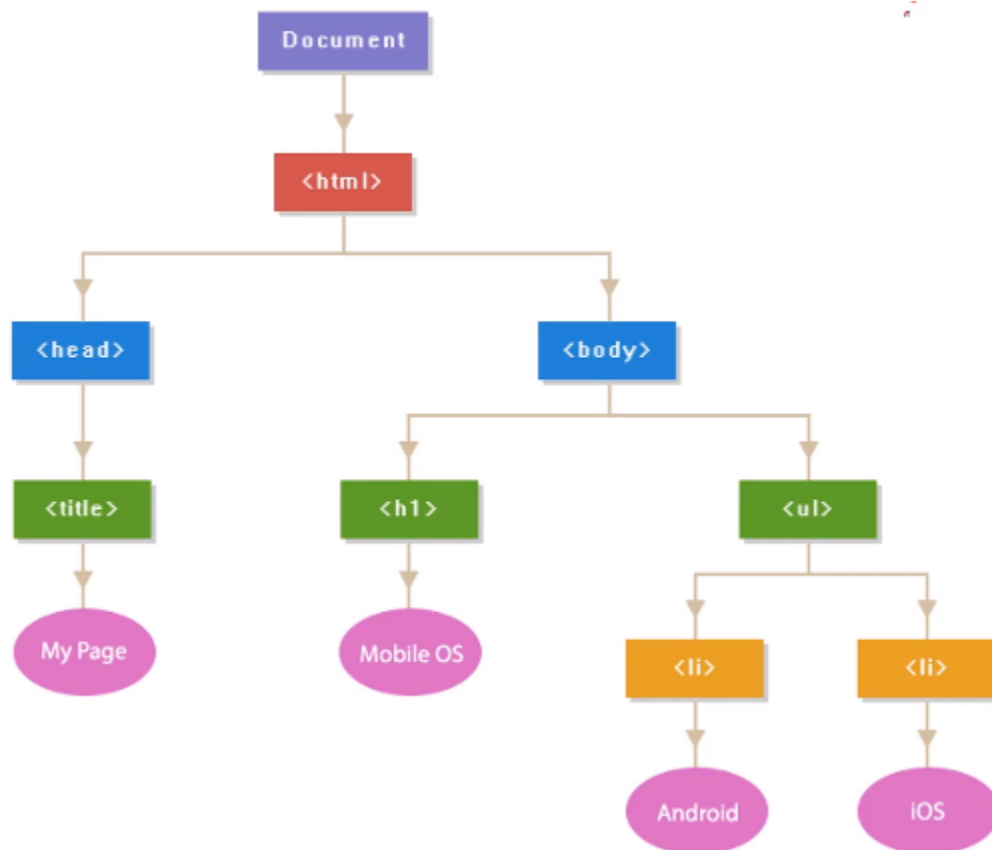 Document
<html>
<head>
<body>
<title>
<h1>
<ul>
My Page
Mobile OS
<li>
<li>
Android
iOS